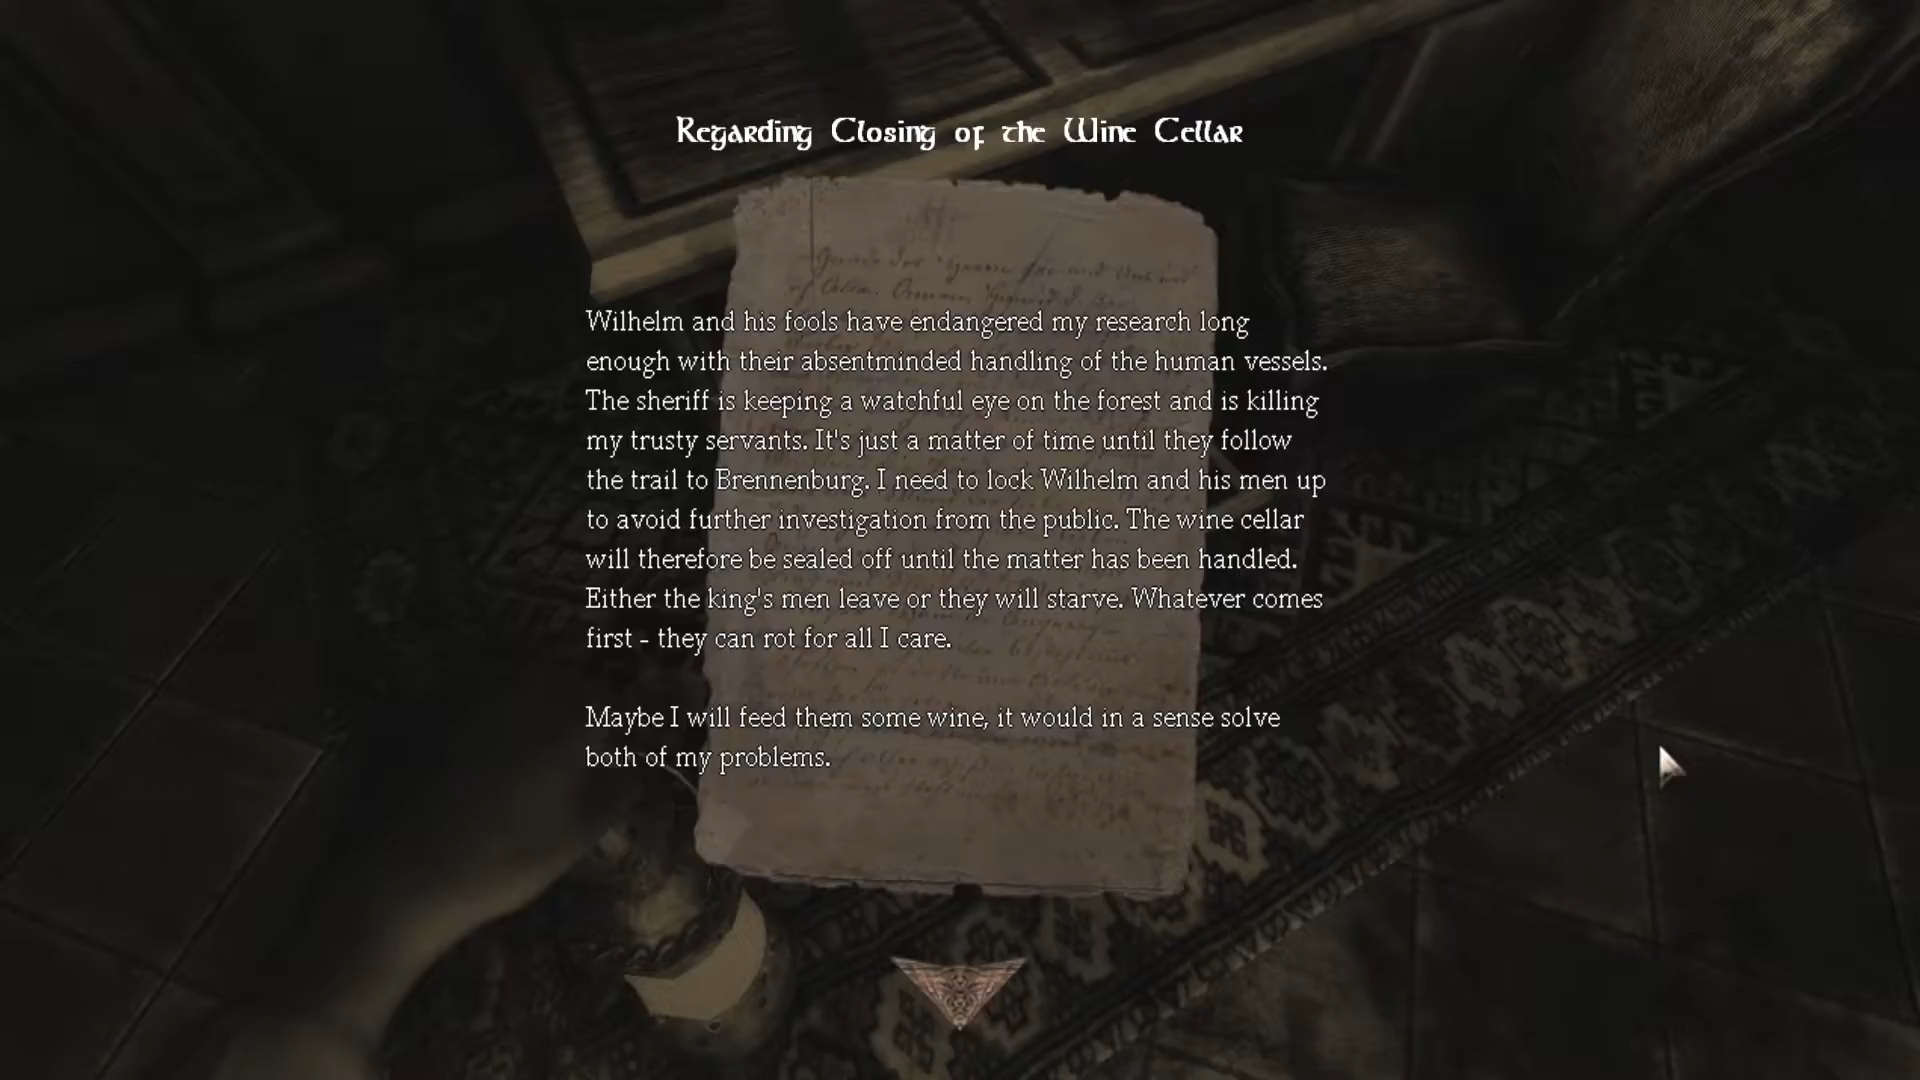 Regarding Closing of the Wine Cellar
Wilhelm and his fools have endangered my research long
enough with their absentminded handling of the human vessels.
The sheriff is keeping a watchful eye on the forest and is killing
my trusty servants. It's just a matter of time until they follow
the trail to Brennenburg. I need to lock Wilhelm and his men up
to avoid further investigation from the public. The wine cellar
will therefore be sealed off until the matter has been handled.
Either the king's men leave or they will starve. Whatever comes
first - they can rot for all I care.
Maybe I will feed them some wine, it would in a sense solve
both of my problems.